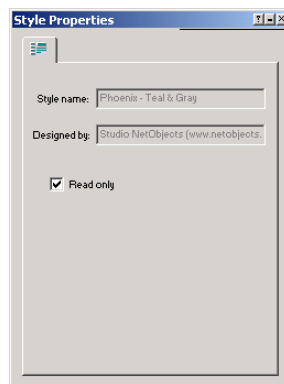 Style Properties
Style name: Phoenix - Teal & Gray
Designed by: Studio NetObjects (www.netobjects.
Read only